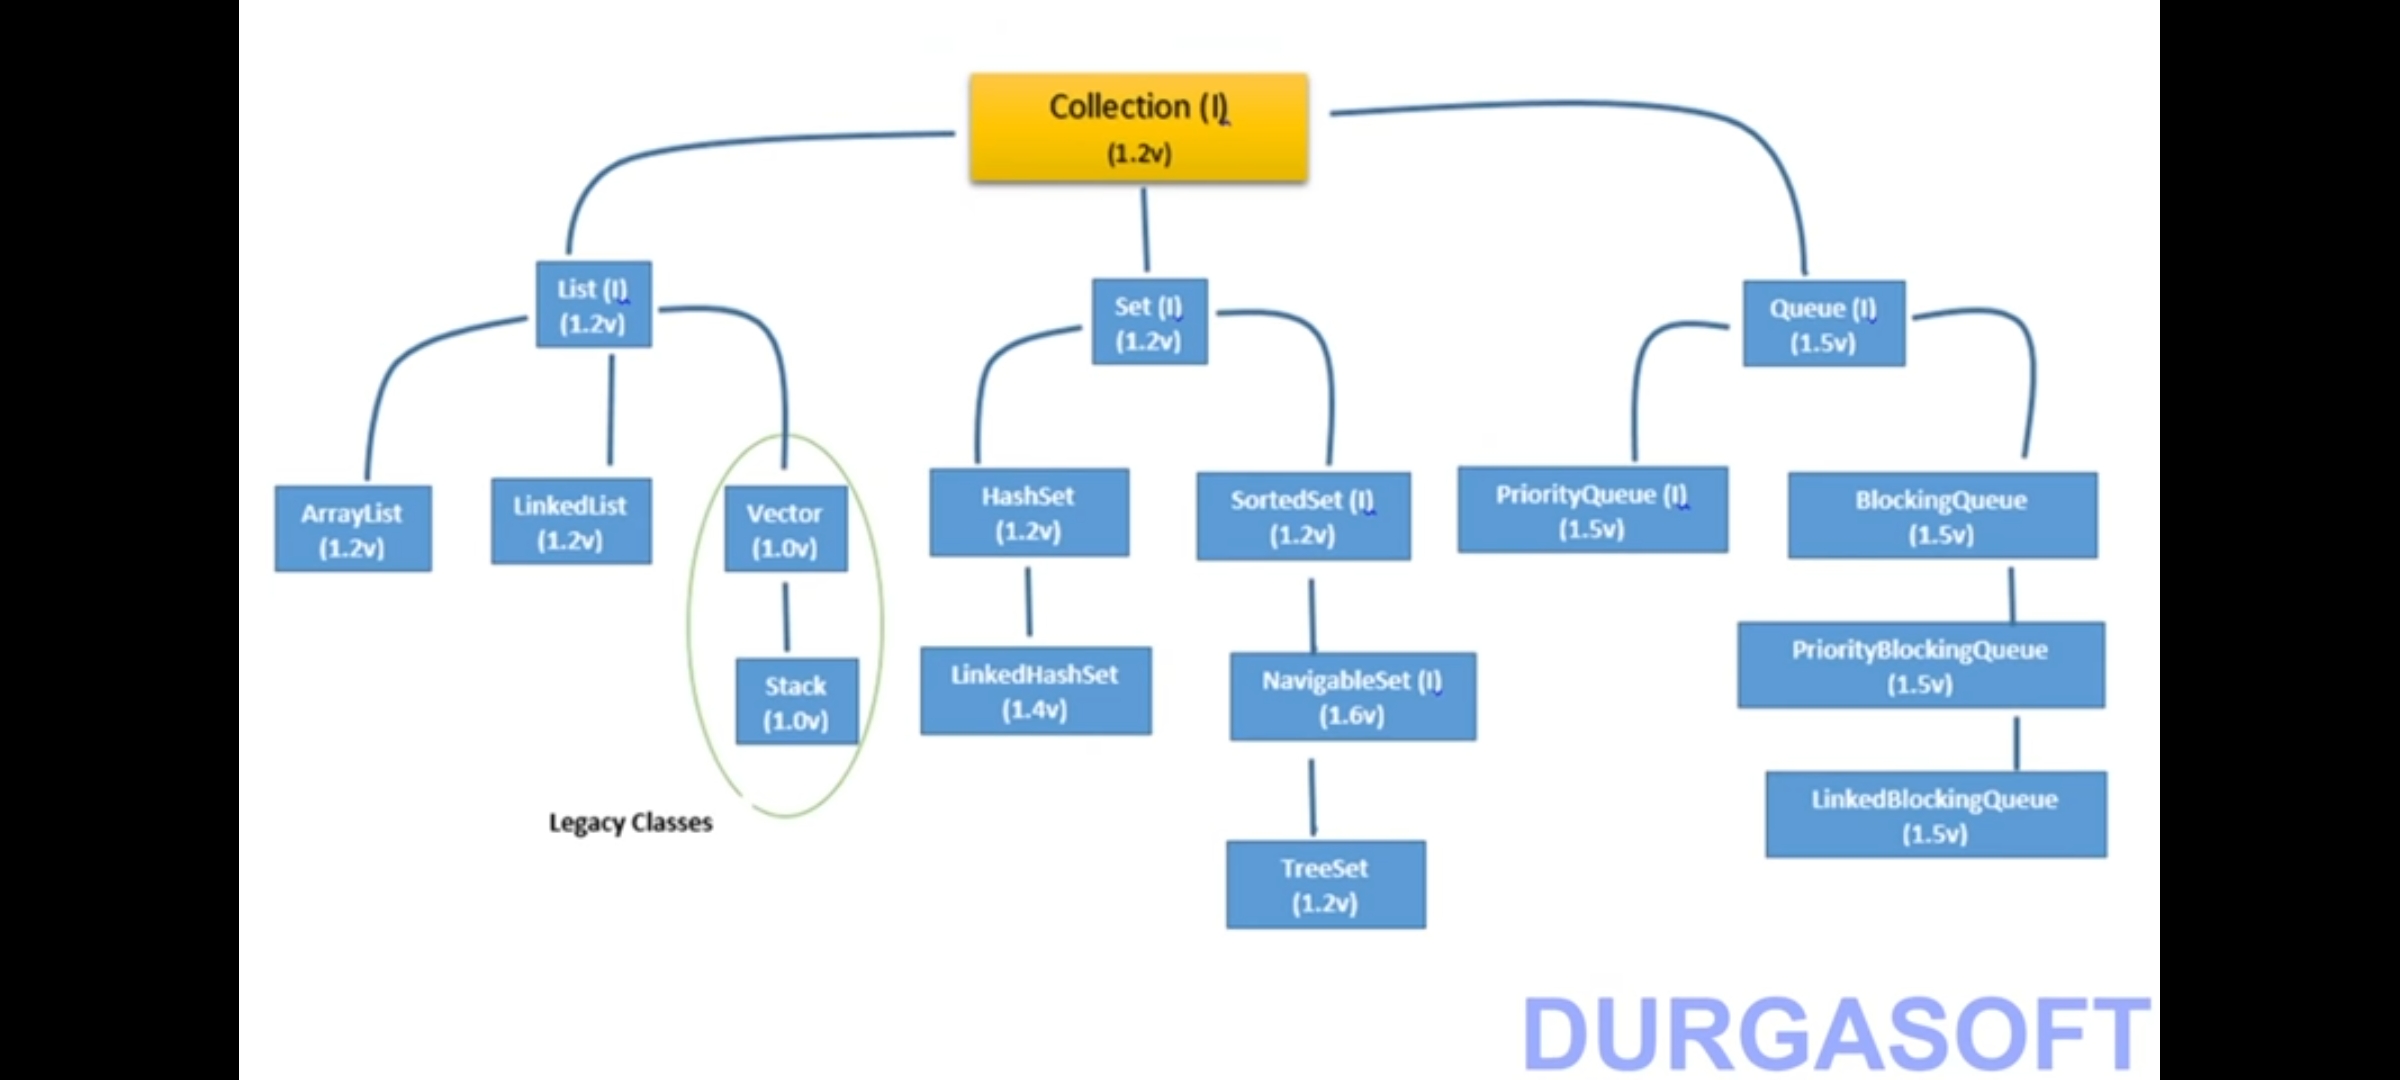 Collection (I)
(1.2v)
List (I)
(1.2v)
Set (I)
(1.2v)
Queue (I)
(1.5v)
ArrayList
(1.2v)
LinkedList
(1.2v)
Vector
(1.0v)
HashSet
(1.2v)
SortedSet (I)
(1.2v)
PriorityQueue (I)
(1.5v)
BlockingQueue
(1.5v)
Stack
(1.0v)
LinkedHashSet
(1.4v)
NavigableSet (I)
(1.6v)
PriorityBlockingQueue
(1.5v)
Legacy Classes
LinkedBlockingQueue
(1.5v)
TreeSet
(1.2v)
DURGASOFT